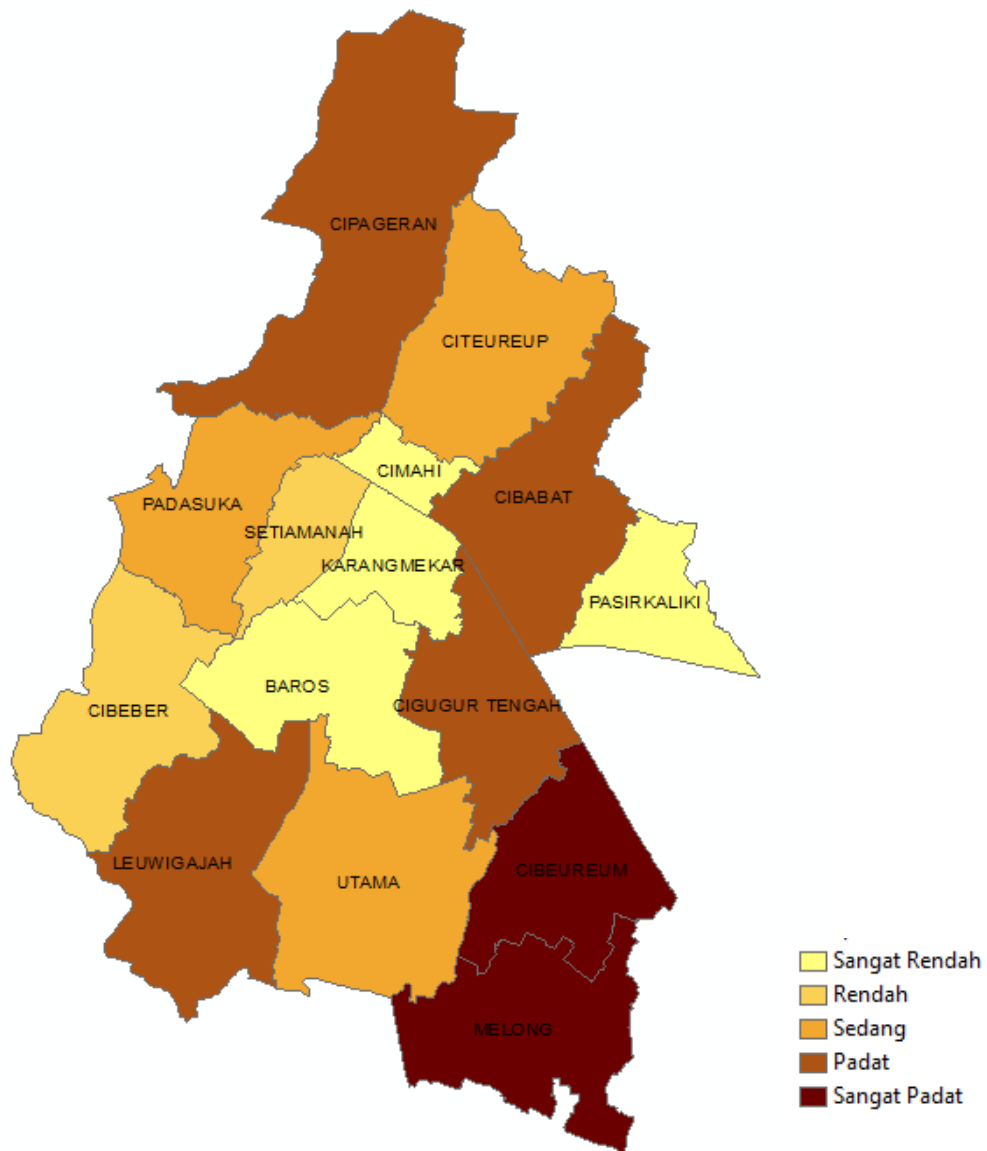 CIPAGERAN
CITEUREUP
CIMAHI
CIBABAT
PADASUKA
SETIAMANAH
KARANGMEKAR
PASIRKALIKI
BAROS
CIGUGUR TENGAH
CIBEBER
LEUWIGAJAH
UTAMA
CIBEUREUM
MELONG
Sangat Rendah
Rendah
Sedang
Padat
Sangat Padat